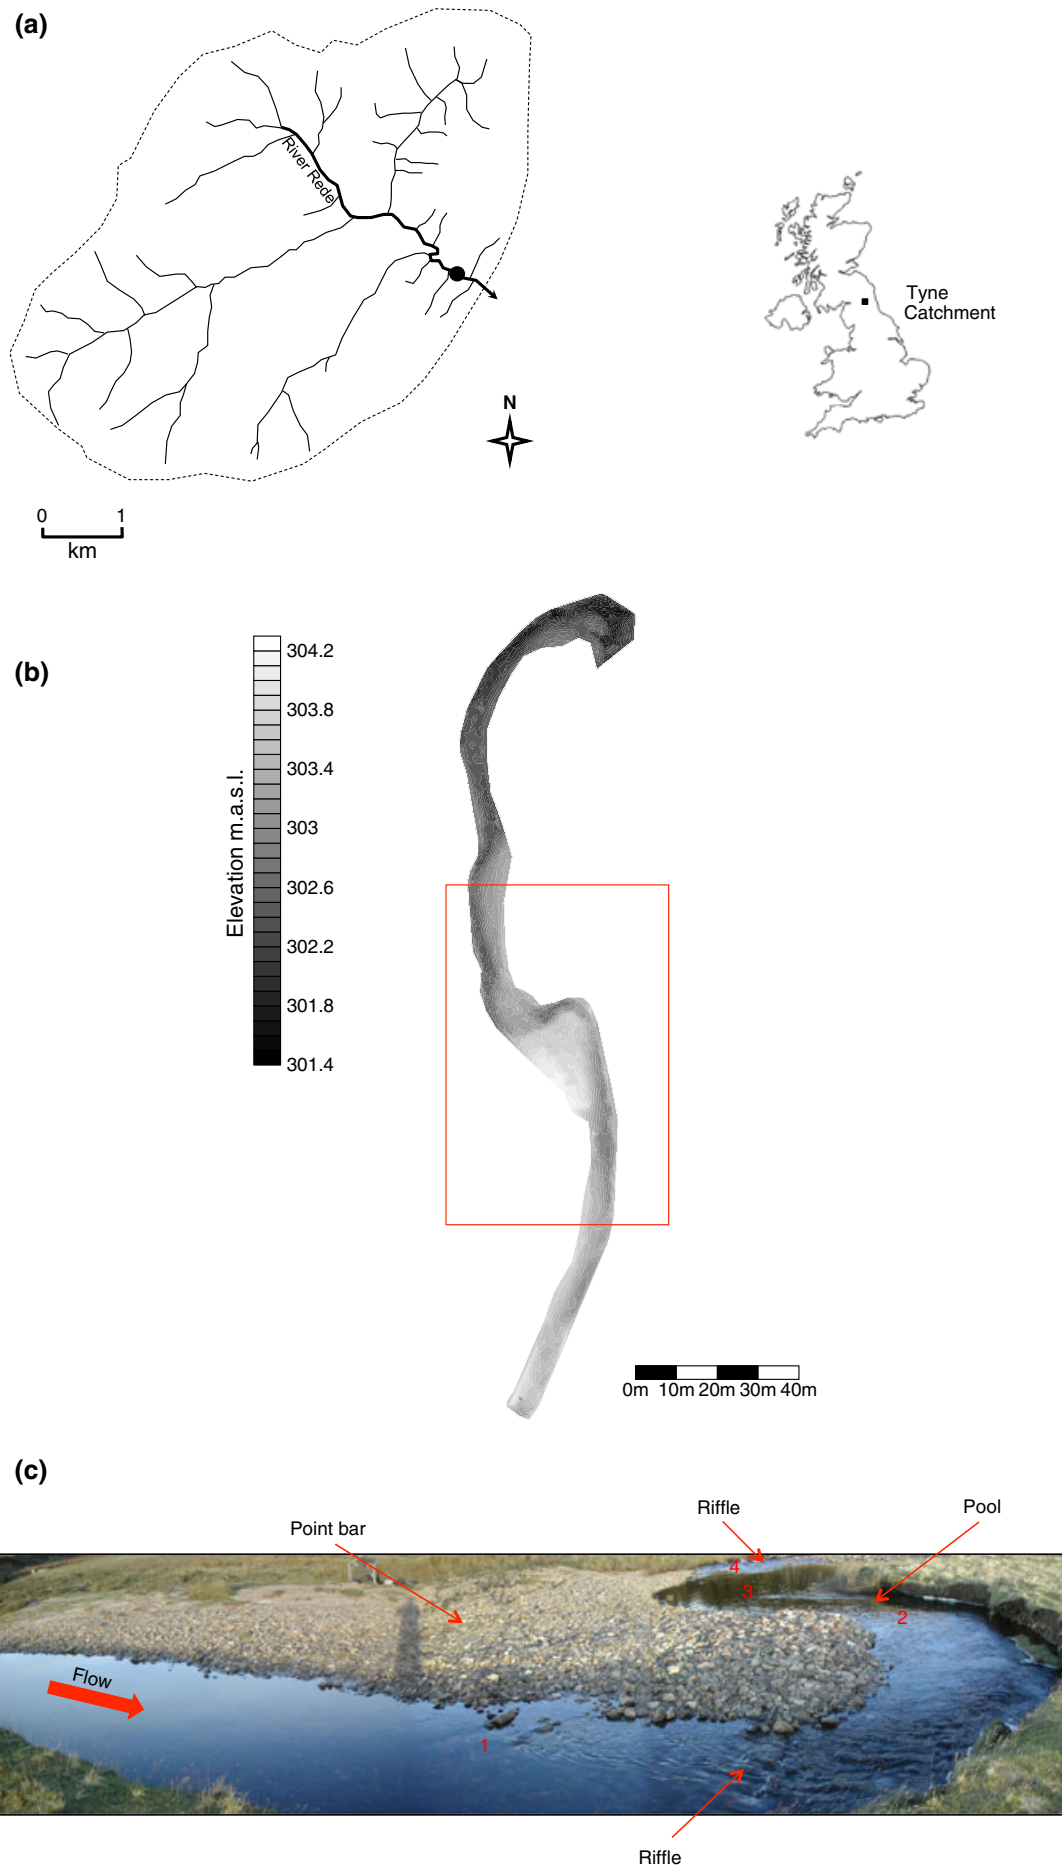 (a)
River Rede
Tyne
Catchment
N
0 1
km
(b)
304.2
303.8
303.4
303
302.6
302.2
301.8
301.4
Elevation m.a.s.l.
0m 10m 20m 30m 40m
(c)
Riffle
Pool
Point bar
4
3
2
Flow
1
Riffle